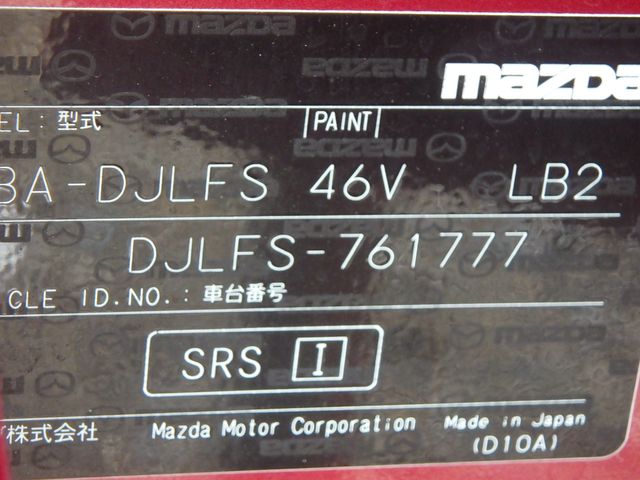 mazda
EL : 型式 PAINT
BA-DJLFS 46V LB2
DJLFS-761777
CLE ID.NO. : 車台番号
SRS I
株式会社 Mazda Motor Corporation Made in Japan
(D10A)